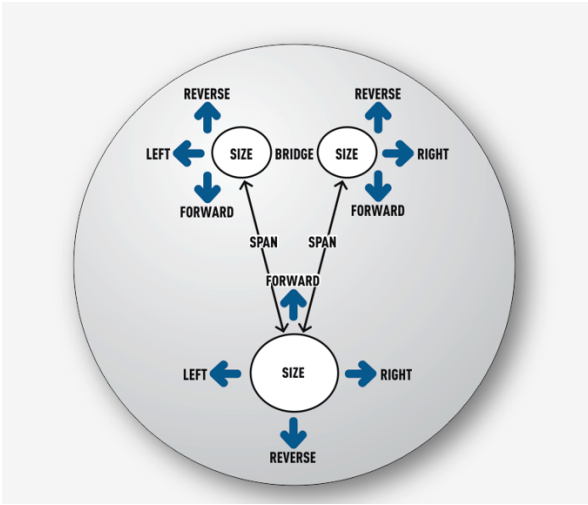 REVERSE
REVERSE
LEFT
SIZE
BRIDGE
SIZE
RIGHT
FORWARD
FORWARD
SPAN
SPAN
FORWARD
LEFT
SIZE
RIGHT
REVERSE